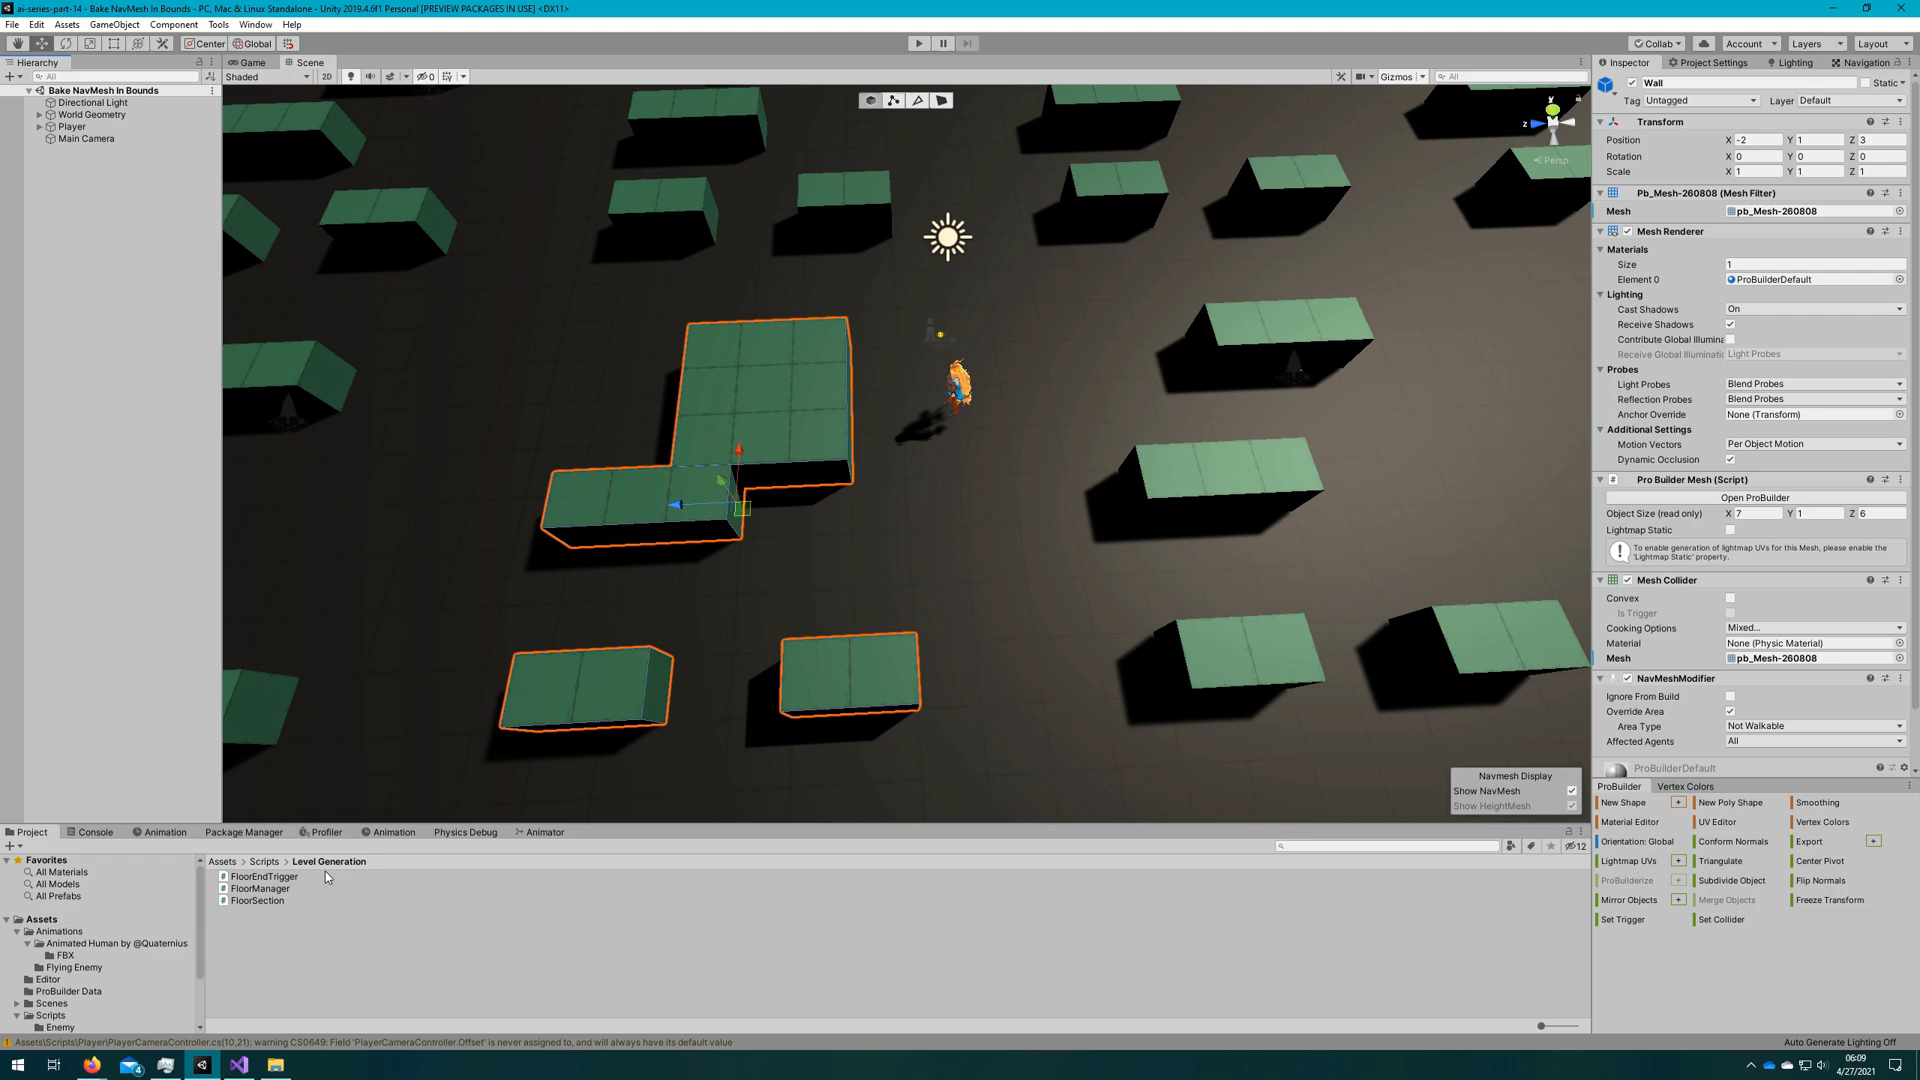 ai-series-part-14 - Bake NavMesh In Bounds - PC, Mac & Linux Standalone - Unity 2019.4.6f1 Personal [PREVIEW PACKAGES IN USE] <DX11>
File Edit Assets GameObject Component Tools Window Help
Center Global Collab Account Layers Layout
Hierarchy
All
Bake NavMesh In Bounds
Directional Light
World Geometry
Player
Main Camera
Game Scene
Shaded 2D 0 Gizmos All
y
z
Persp
Navmesh Display
Show NavMesh
Show HeightMesh
Inspector Project Settings Lighting Navigation
Wall Static
Tag Untagged Layer Default
Transform
Position X -2 Y 1 Z 3
Rotation X 0 Y 0 Z 0
Scale X 1 Y 1 Z 1
Pb_Mesh-260808 (Mesh Filter)
Mesh pb_Mesh-260808
Mesh Renderer
Materials
Size 1
Element 0 ProBuilderDefault
Lighting
Cast Shadows On
Receive Shadows
Contribute Global Illumina
Receive Global Illuminatic Light Probes
Probes
Light Probes Blend Probes
Reflection Probes Blend Probes
Anchor Override None (Transform)
Additional Settings
Motion Vectors Per Object Motion
Dynamic Occlusion
Pro Builder Mesh (Script)
Open ProBuilder
Object Size (read only) X 7 Y 1 Z 6
Lightmap Static
To enable generation of lightmap UVs for this Mesh, please enable the
'Lightmap Static' property.
Mesh Collider
Convex
Is Trigger
Cooking Options Mixed...
Material None (Physic Material)
Mesh pb_Mesh-260808
NavMeshModifier
Ignore From Build
Override Area
Area Type Not Walkable
Affected Agents All
ProBuilderDefault
ProBuilder Vertex Colors
New Shape + New Poly Shape Smoothing
Material Editor UV Editor Vertex Colors
Orientation: Global Conform Normals Export +
Lightmap UVs + Triangulate Center Pivot
ProBuilderize + Subdivide Object Flip Normals
Mirror Objects + Merge Objects Freeze Transform
Set Trigger Set Collider
Project Console Animation Package Manager Profiler Animation Physics Debug Animator
12
Favorites
All Materials
All Models
All Prefabs
Assets
Animations
Animated Human by @Quaternius
FBX
Flying Enemy
Editor
ProBuilder Data
Scenes
Scripts
Enemy
Assets > Scripts > Level Generation
FloorEndTrigger
FloorManager
FloorSection
Assets\Scripts\Player\PlayerCameraController.cs(10,21): warning CS0649: Field 'PlayerCameraController.Offset' is never assigned to, and will always have its default value
Auto Generate Lighting Off
4
06:09
4/27/2021